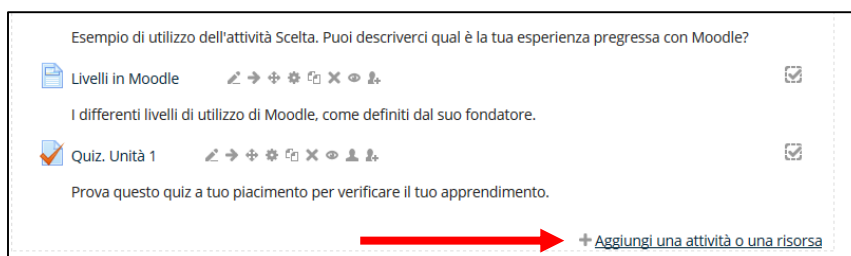 Esempio di utilizzo dell'attività Scelta. Puoi descriverci qual è la tua esperienza pregressa con Moodle?
Livelli in Moodle
I differenti livelli di utilizzo di Moodle, come definiti dal suo fondatore.
Quiz. Unità 1
Prova questo quiz a tuo piacimento per verificare il tuo apprendimento.
Aggiungi una attività o una risorsa